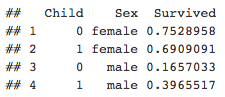 ##   Child    Sex  Survived
## 1     0 female 0.7528958
## 2     1 female 0.6909091
## 3     0   male 0.1657033
## 4     1   male 0.3965517